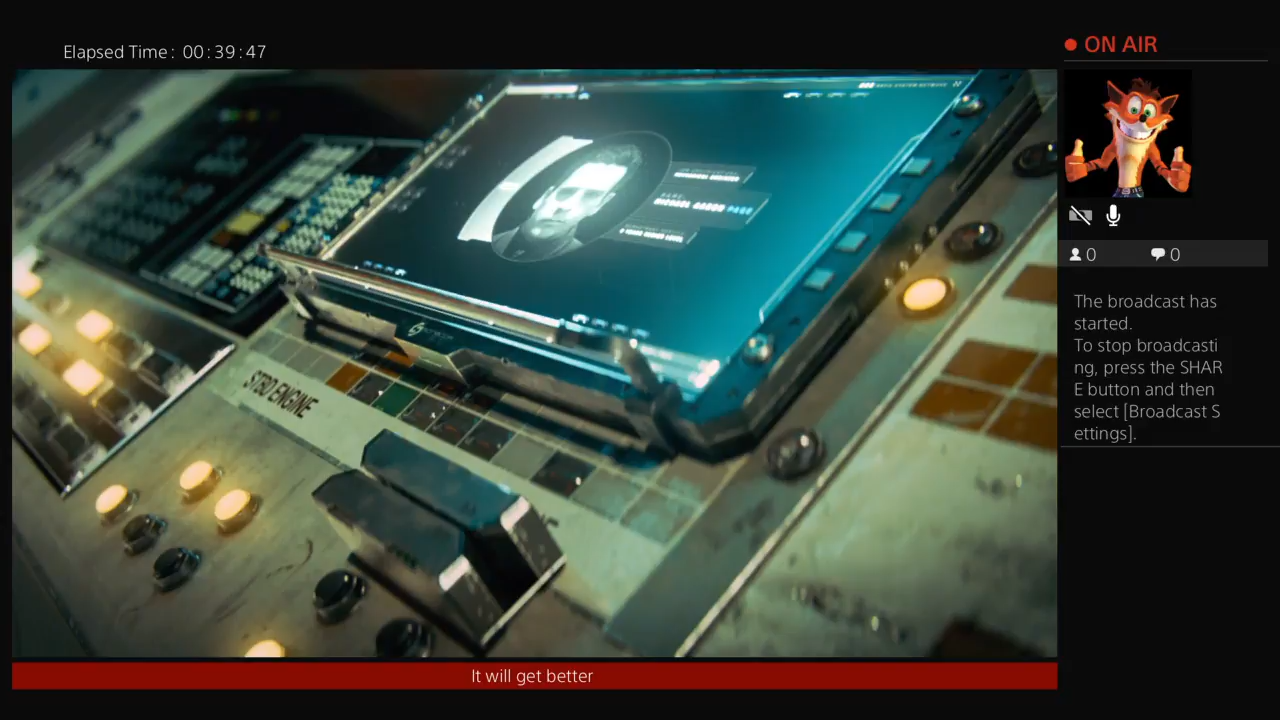 Elapsed Time: 00:39:47
ON AIR
0 0
The broadcast has
started.
To stop broadcasti
ng, press the SHAR
E button and then
select [Broadcast S
ettings].
STRD ENGINE
It will get better